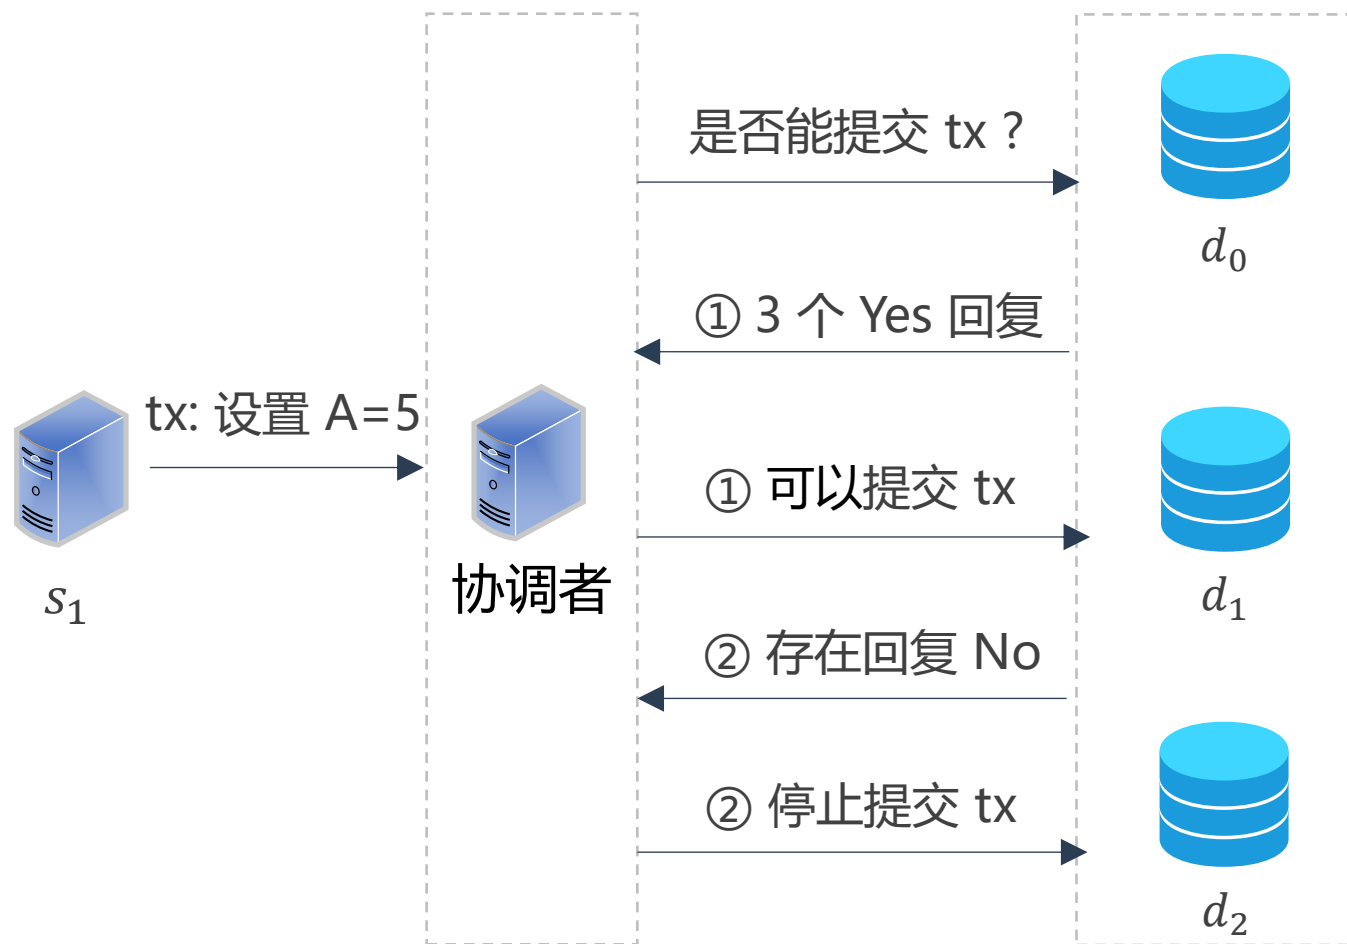 是否能提交 tx ?
d₀
① 3 个 Yes 回复
tx: 设置 A=5
① 可以提交 tx
s₁
协调者
d₁
② 存在回复 No
② 停止提交 tx
d₂